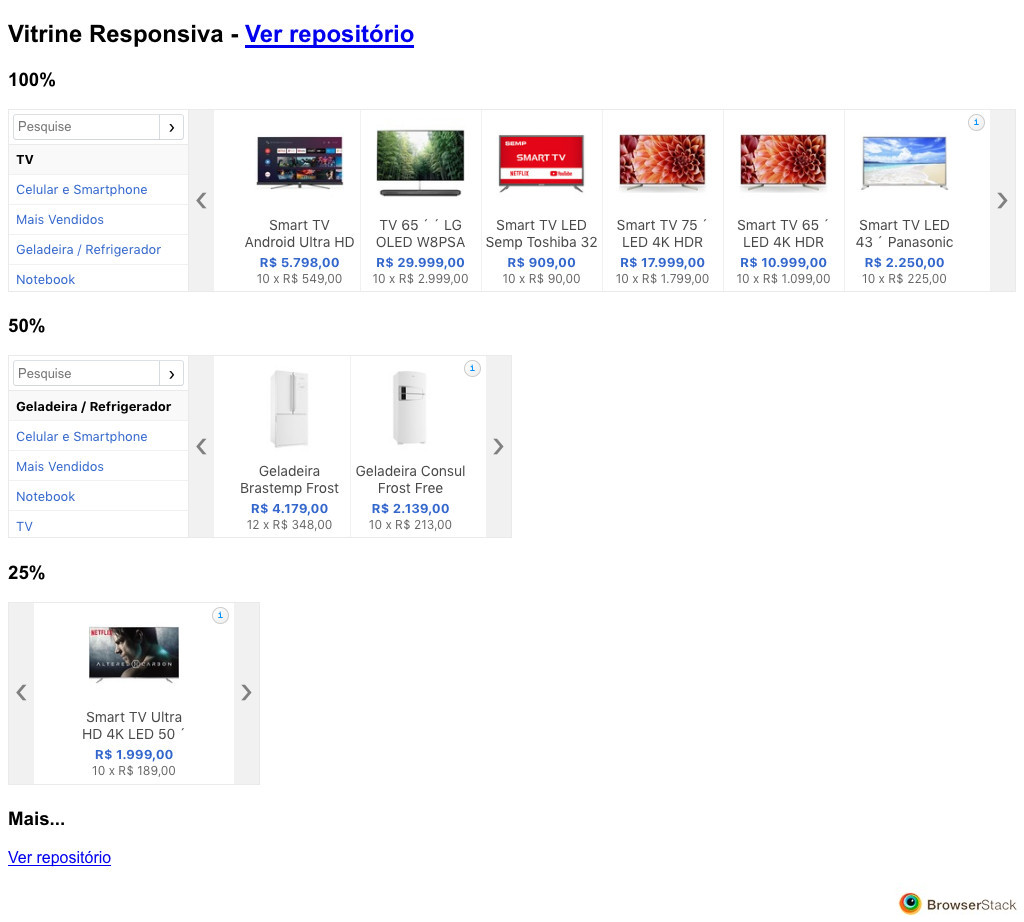 Vitrine Responsiva - Ver repositório
100%
Pesquise
TV
Celular e Smartphone
Mais Vendidos
Geladeira / Refrigerador
Notebook
SEMP
SMART TV
NETFLIX YouTube
Smart TV
Android Ultra HD
R$ 5.798,00
10 x R$ 549,00
TV 65 ´ ´ LG
OLED W8PSA
R$ 29.999,00
10 x R$ 2.999,00
Smart TV LED
Semp Toshiba 32
R$ 909,00
10 x R$ 90,00
Smart TV 75 ´
LED 4K HDR
R$ 17.999,00
10 x R$ 1.799,00
Smart TV 65 ´
LED 4K HDR
R$ 10.999,00
10 x R$ 1.099,00
i
Smart TV LED
43 ´ Panasonic
R$ 2.250,00
10 x R$ 225,00
50%
Pesquise
Geladeira / Refrigerador
Celular e Smartphone
Mais Vendidos
Notebook
TV
Geladeira
Brastemp Frost
R$ 4.179,00
12 x R$ 348,00
i
Geladeira Consul
Frost Free
R$ 2.139,00
10 x R$ 213,00
25%
i
NETFLIX
ALTERED CARBON
Smart TV Ultra
HD 4K LED 50 ´
R$ 1.999,00
10 x R$ 189,00
Mais...
Ver repositório
BrowserStack